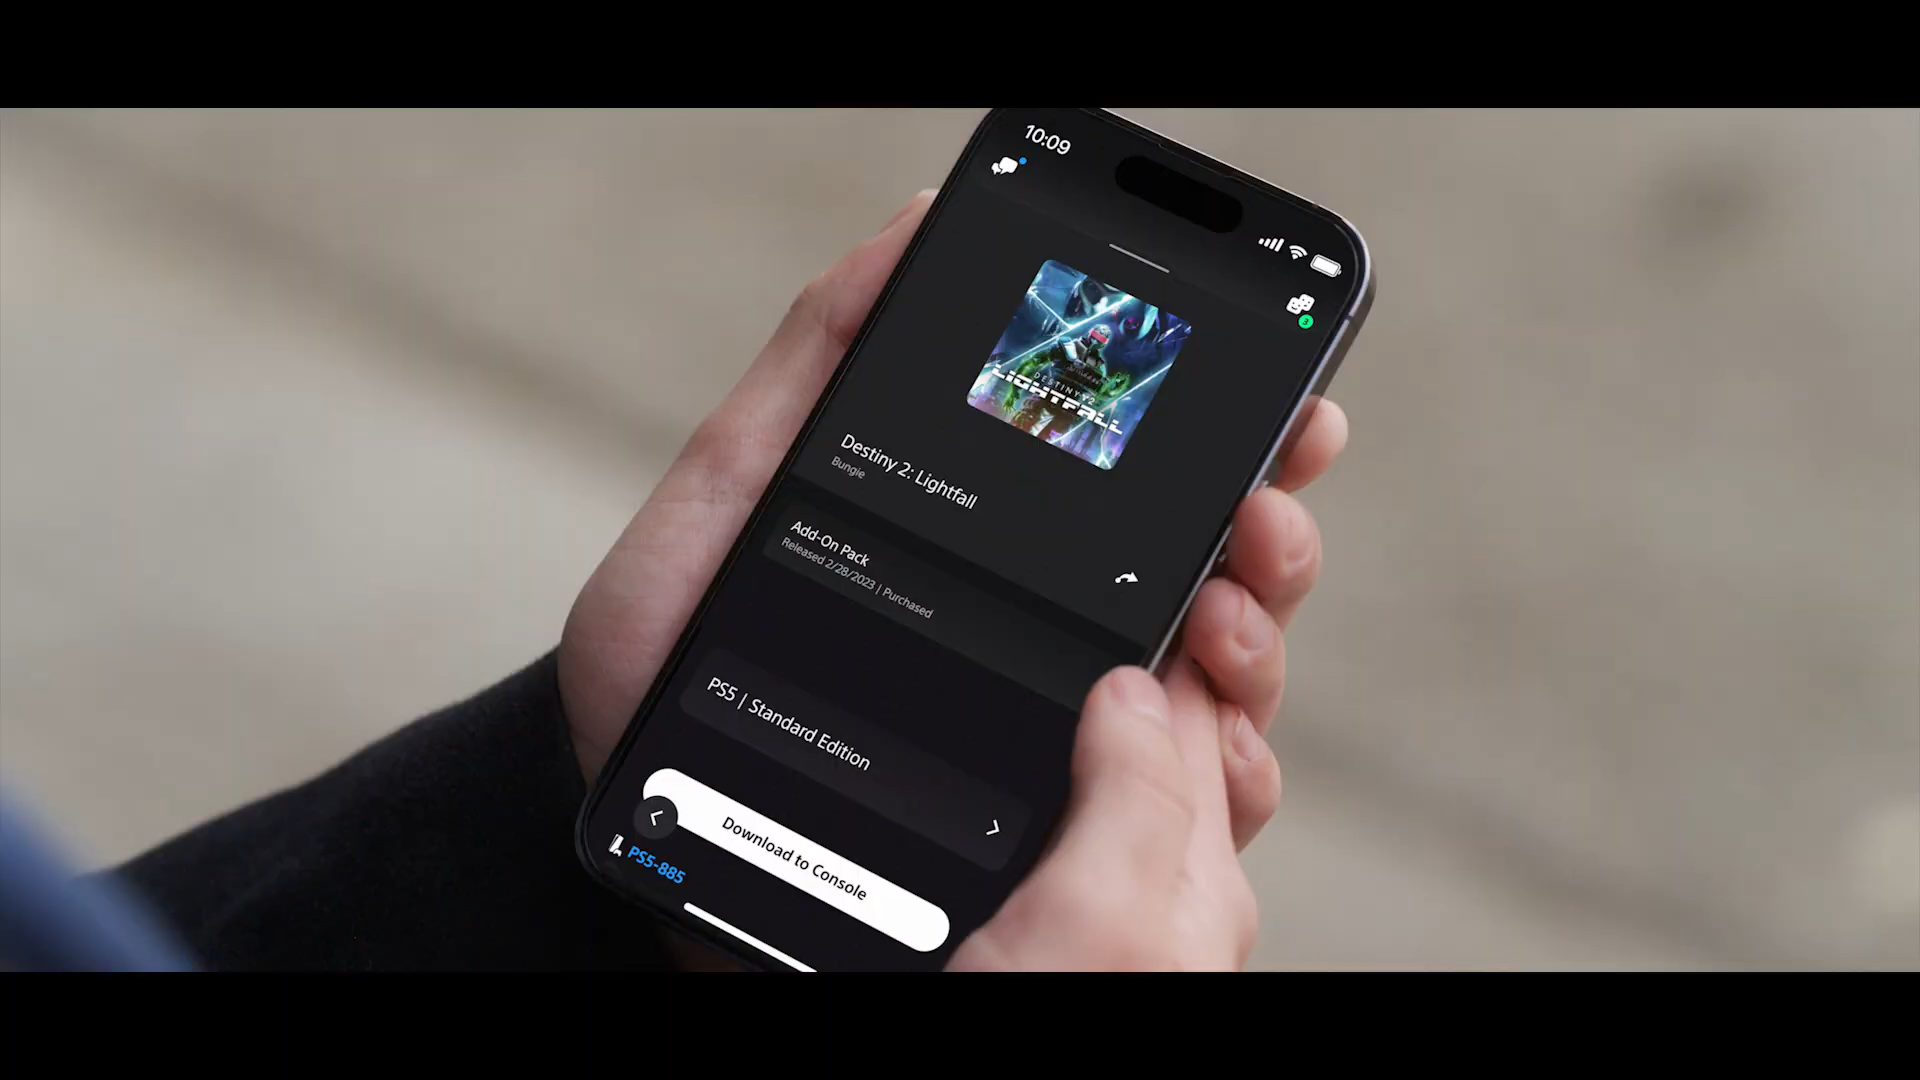 10:09
3
DESTINY 2
LIGHTFALL
Destiny 2: Lightfall
Bungie
Add-On Pack
Released 2/28/2023 | Purchased
PS5 | Standard Edition
Download to Console
PS5-885